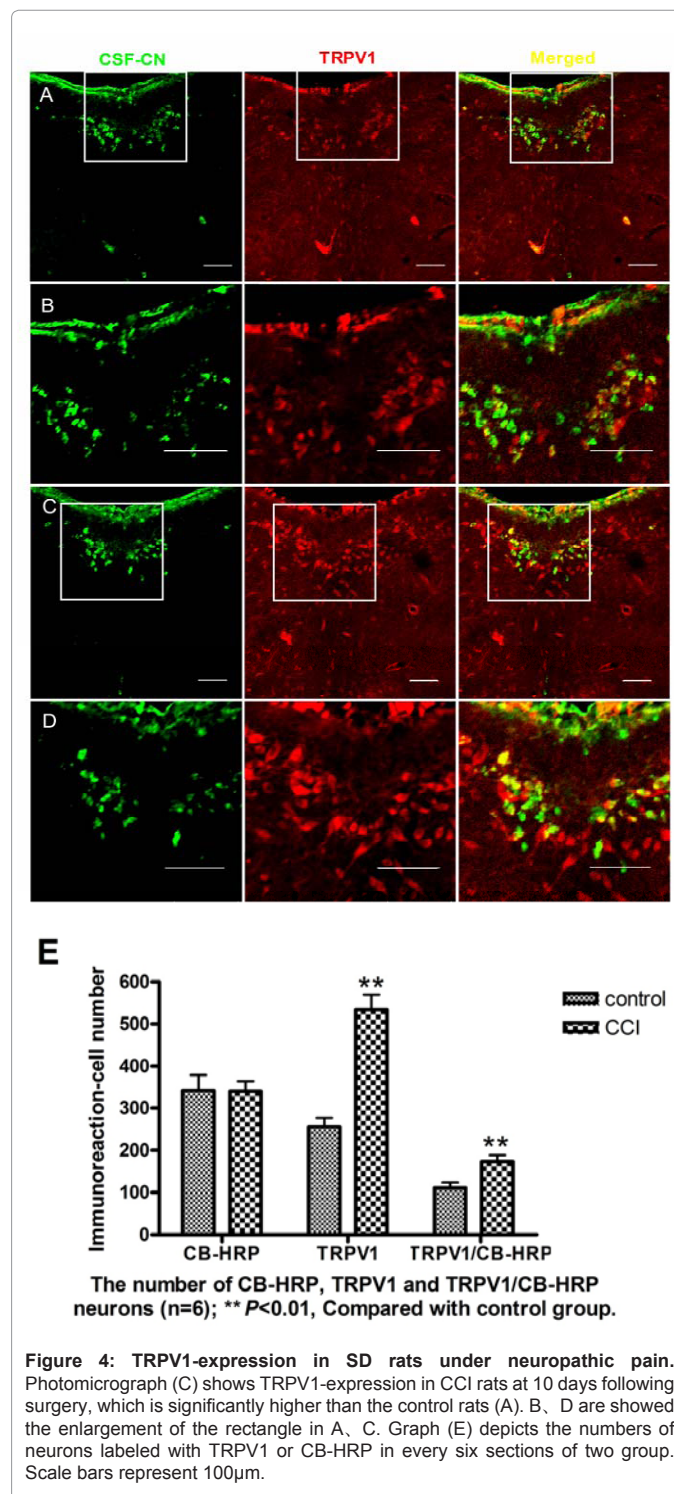 CSF-CN TRPV1 Merged
A
B
C
D
E
600
500
400
300
200
100
0
Immunoreaction-cell number
**
**
control
CCI
CB-HRP TRPV1 TRPV1/CB-HRP
The number of CB-HRP, TRPV1 and TRPV1/CB-HRP
neurons (n=6); ** P<0.01, Compared with control group.
Figure 4: TRPV1-expression in SD rats under neuropathic pain.
Photomicrograph (C) shows TRPV1-expression in CCI rats at 10 days following
surgery, which is significantly higher than the control rats (A). B、D are showed
the enlargement of the rectangle in A、C. Graph (E) depicts the numbers of
neurons labeled with TRPV1 or CB-HRP in every six sections of two group.
Scale bars represent 100μm.